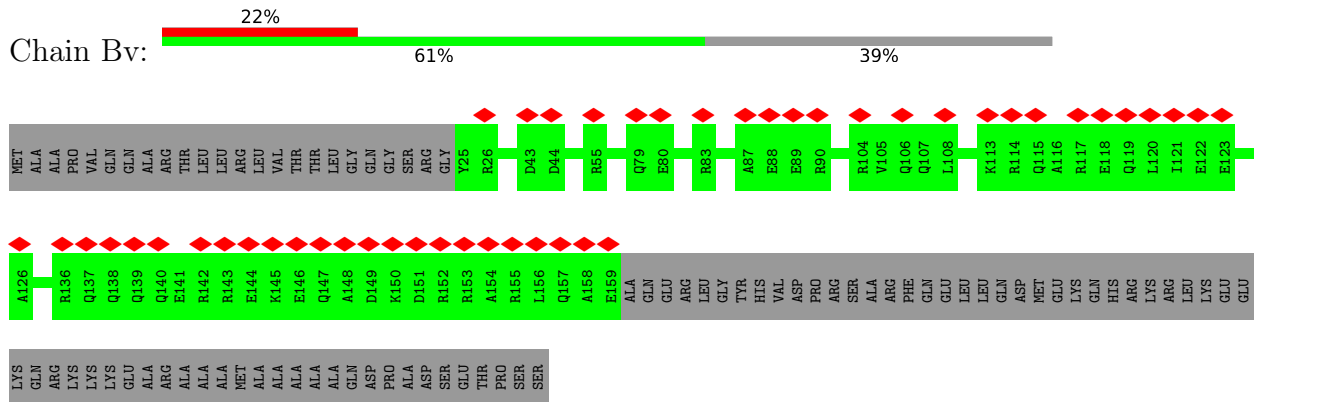 22%
Chain Bv:
61% 39%
MET ALA ALA PRO VAL GLN GLN ALA ARG THR LEU LEU ARG LEU VAL THR THR LEU GLY GLN GLY SER ARG GLY Y25 R26 D43 D44 R55 Q79 E80 R83 A87 E88 E89 R90 R104 V105 Q106 Q107 L108 K113 R114 Q115 A116 R117 E118 Q119 L120 I121 E122 E123
A126 R136 Q137 Q138 Q139 Q140 E141 R142 R143 E144 K145 E146 Q147 A148 D149 K150 D151 R152 R153 A154 R155 L156 Q157 A158 E159 ALA GLN GLU ARG LEU GLY TYR HIS VAL ASP PRO ARG SER ALA ARG PHE GLN GLU LEU LEU GLN ASP MET GLU LYS GLN HIS ARG LYS ARG LEU LYS GLU GLU
LYS GLN ARG LYS LYS LYS GLU ALA ARG ALA ALA ALA MET ALA ALA ALA ALA ALA GLN ASP PRO ALA ASP SER GLU THR PRO SER SER